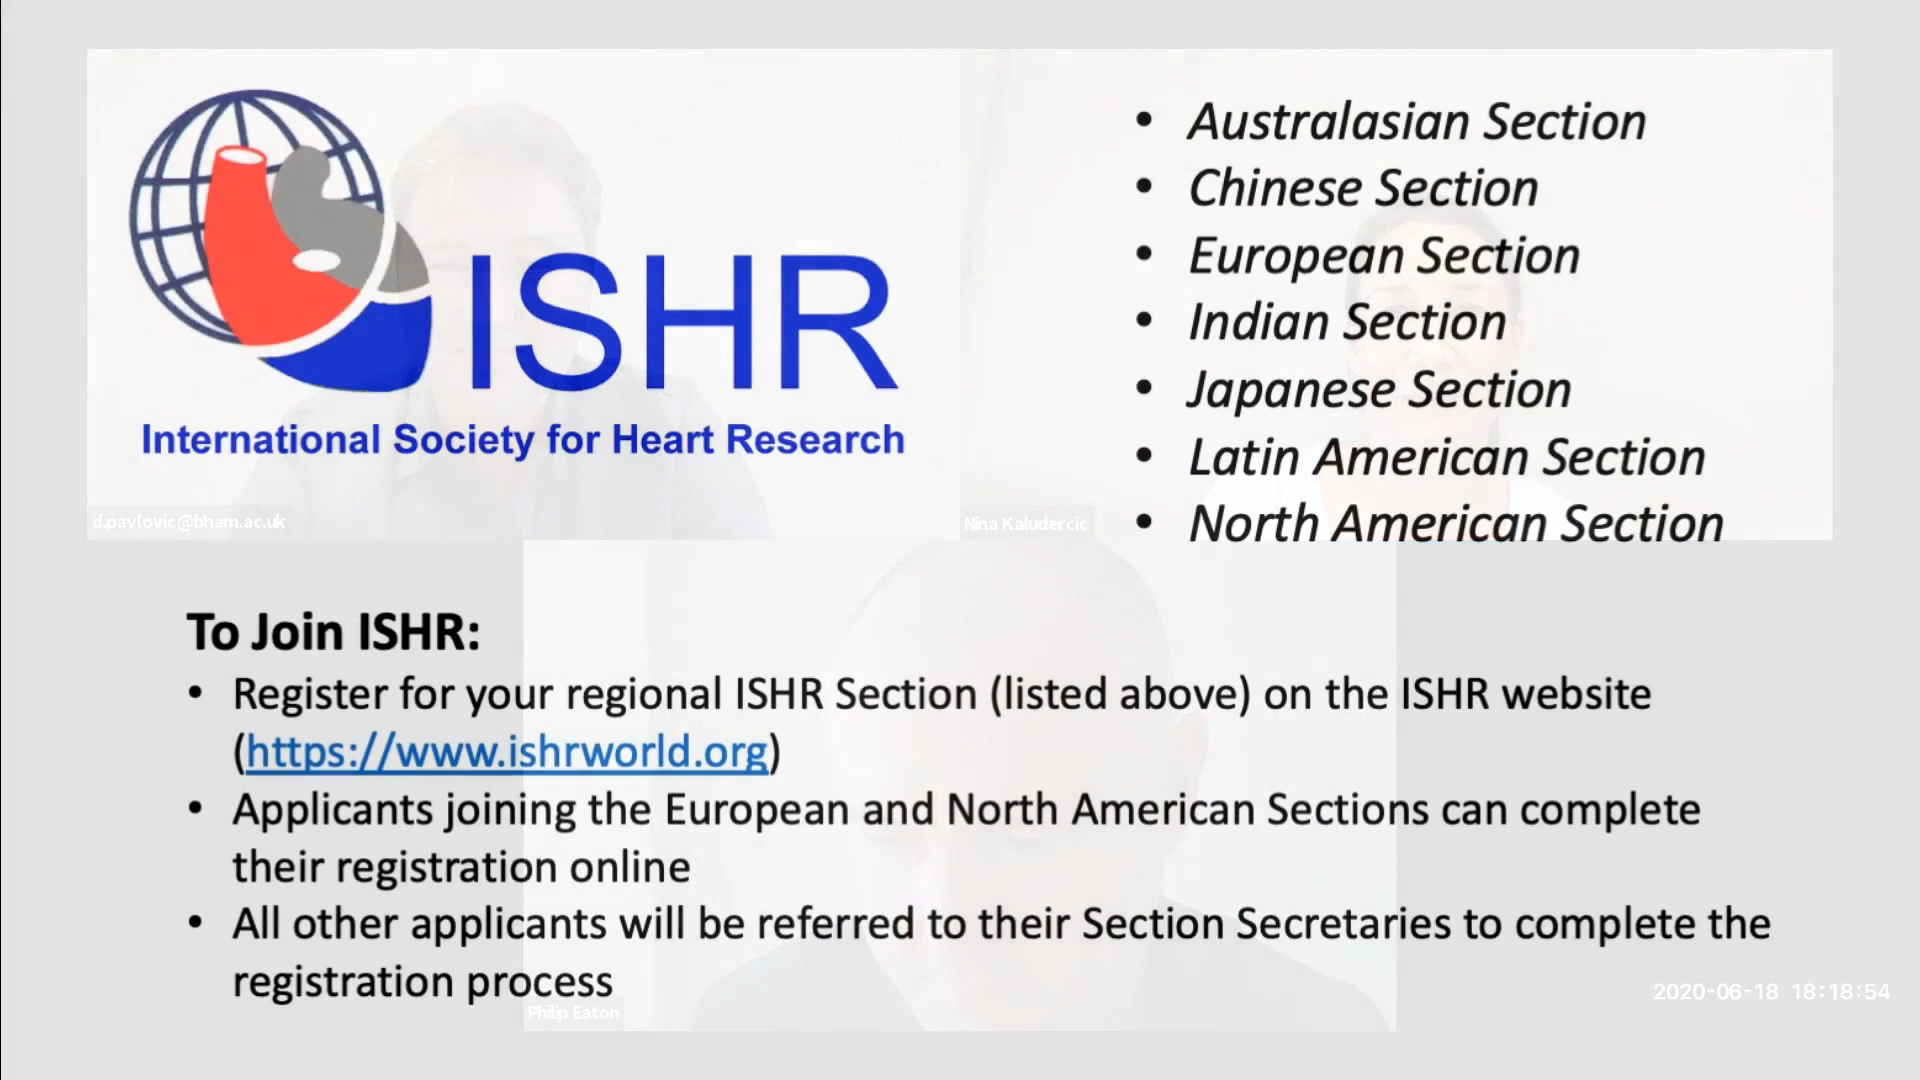 ISHR
International Society for Heart Research
d.pavlovic@bham.ac.uk
• Australasian Section
• Chinese Section
• European Section
• Indian Section
• Japanese Section
• Latin American Section
• North American Section
Nina Kaludercic
To Join ISHR:
• Register for your regional ISHR Section (listed above) on the ISHR website
(https://www.ishrworld.org)
• Applicants joining the European and North American Sections can complete
their registration online
• All other applicants will be referred to their Section Secretaries to complete the
registration process
Philip Eaton
2020-06-18 18:18:54